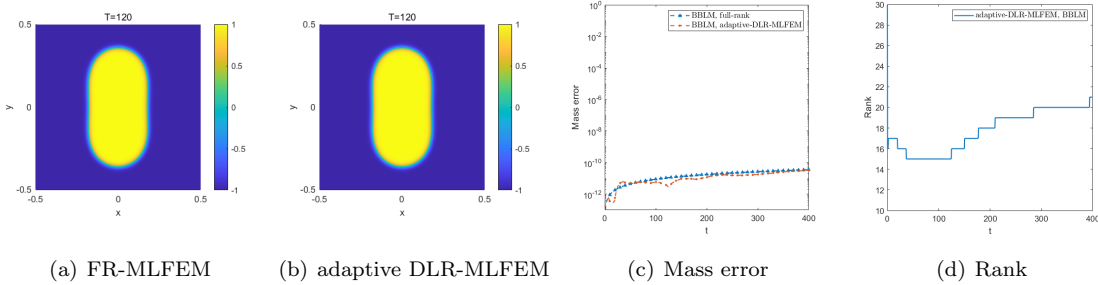 T=120
0.5
y
0
-0.5
-0.5
0
0.5
x
1
0.5
0
-0.5
-1
(a) FR-MLFEM
T=120
0.5
y
0
-0.5
-0.5
0
0.5
x
1
0.5
0
-0.5
-1
(b) adaptive DLR-MLFEM
BBLM, full-rank
BBLM, adaptive-DLR-MLFEM
Mass error
10^0
10^-2
10^-4
10^-6
10^-8
10^-10
10^-12
0
100
200
300
400
t
(c) Mass error
adaptive-DLR-MLFEM, BBLM
Rank
30
28
26
24
22
20
18
16
14
12
10
0
100
200
300
400
t
(d) Rank